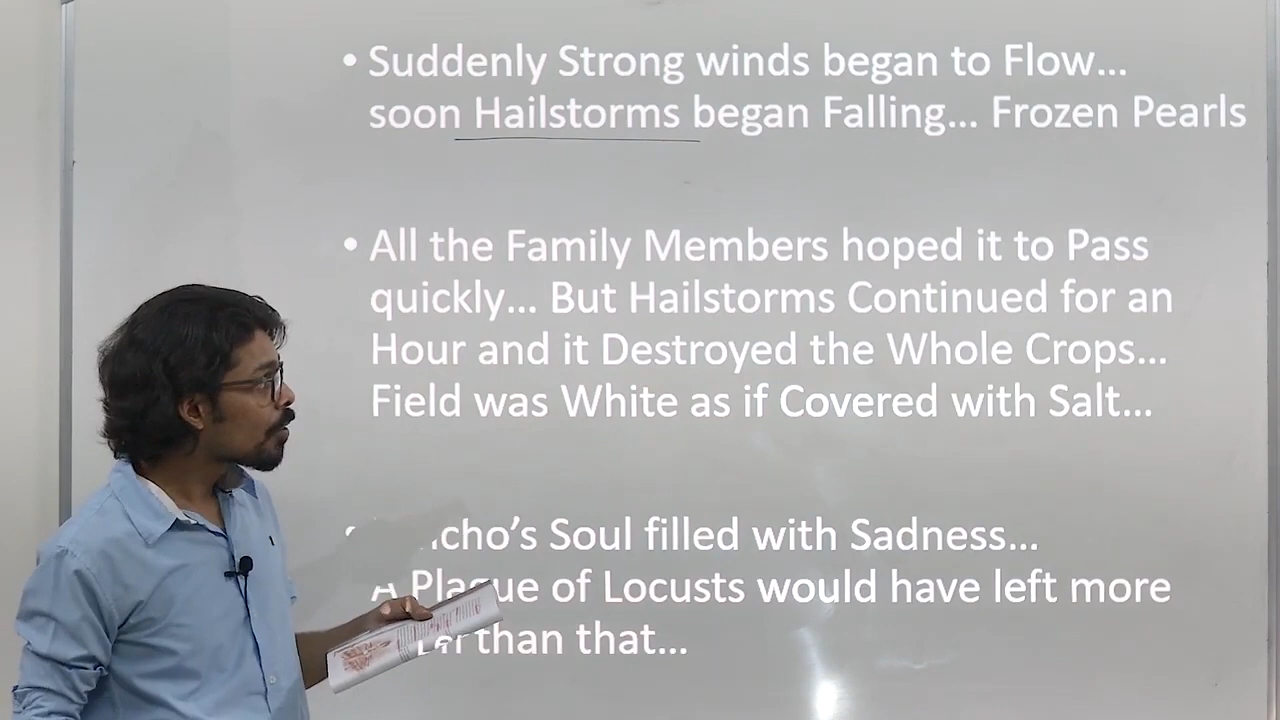 • Suddenly Strong winds began to Flow...
soon Hailstorms began Falling... Frozen Pearls
• All the Family Members hoped it to Pass
quickly... But Hailstorms Continued for an
Hour and it Destroyed the Whole Crops...
Field was White as if Covered with Salt...
Soul filled with Sadness...
A Plague of Locusts would have left more
than that...